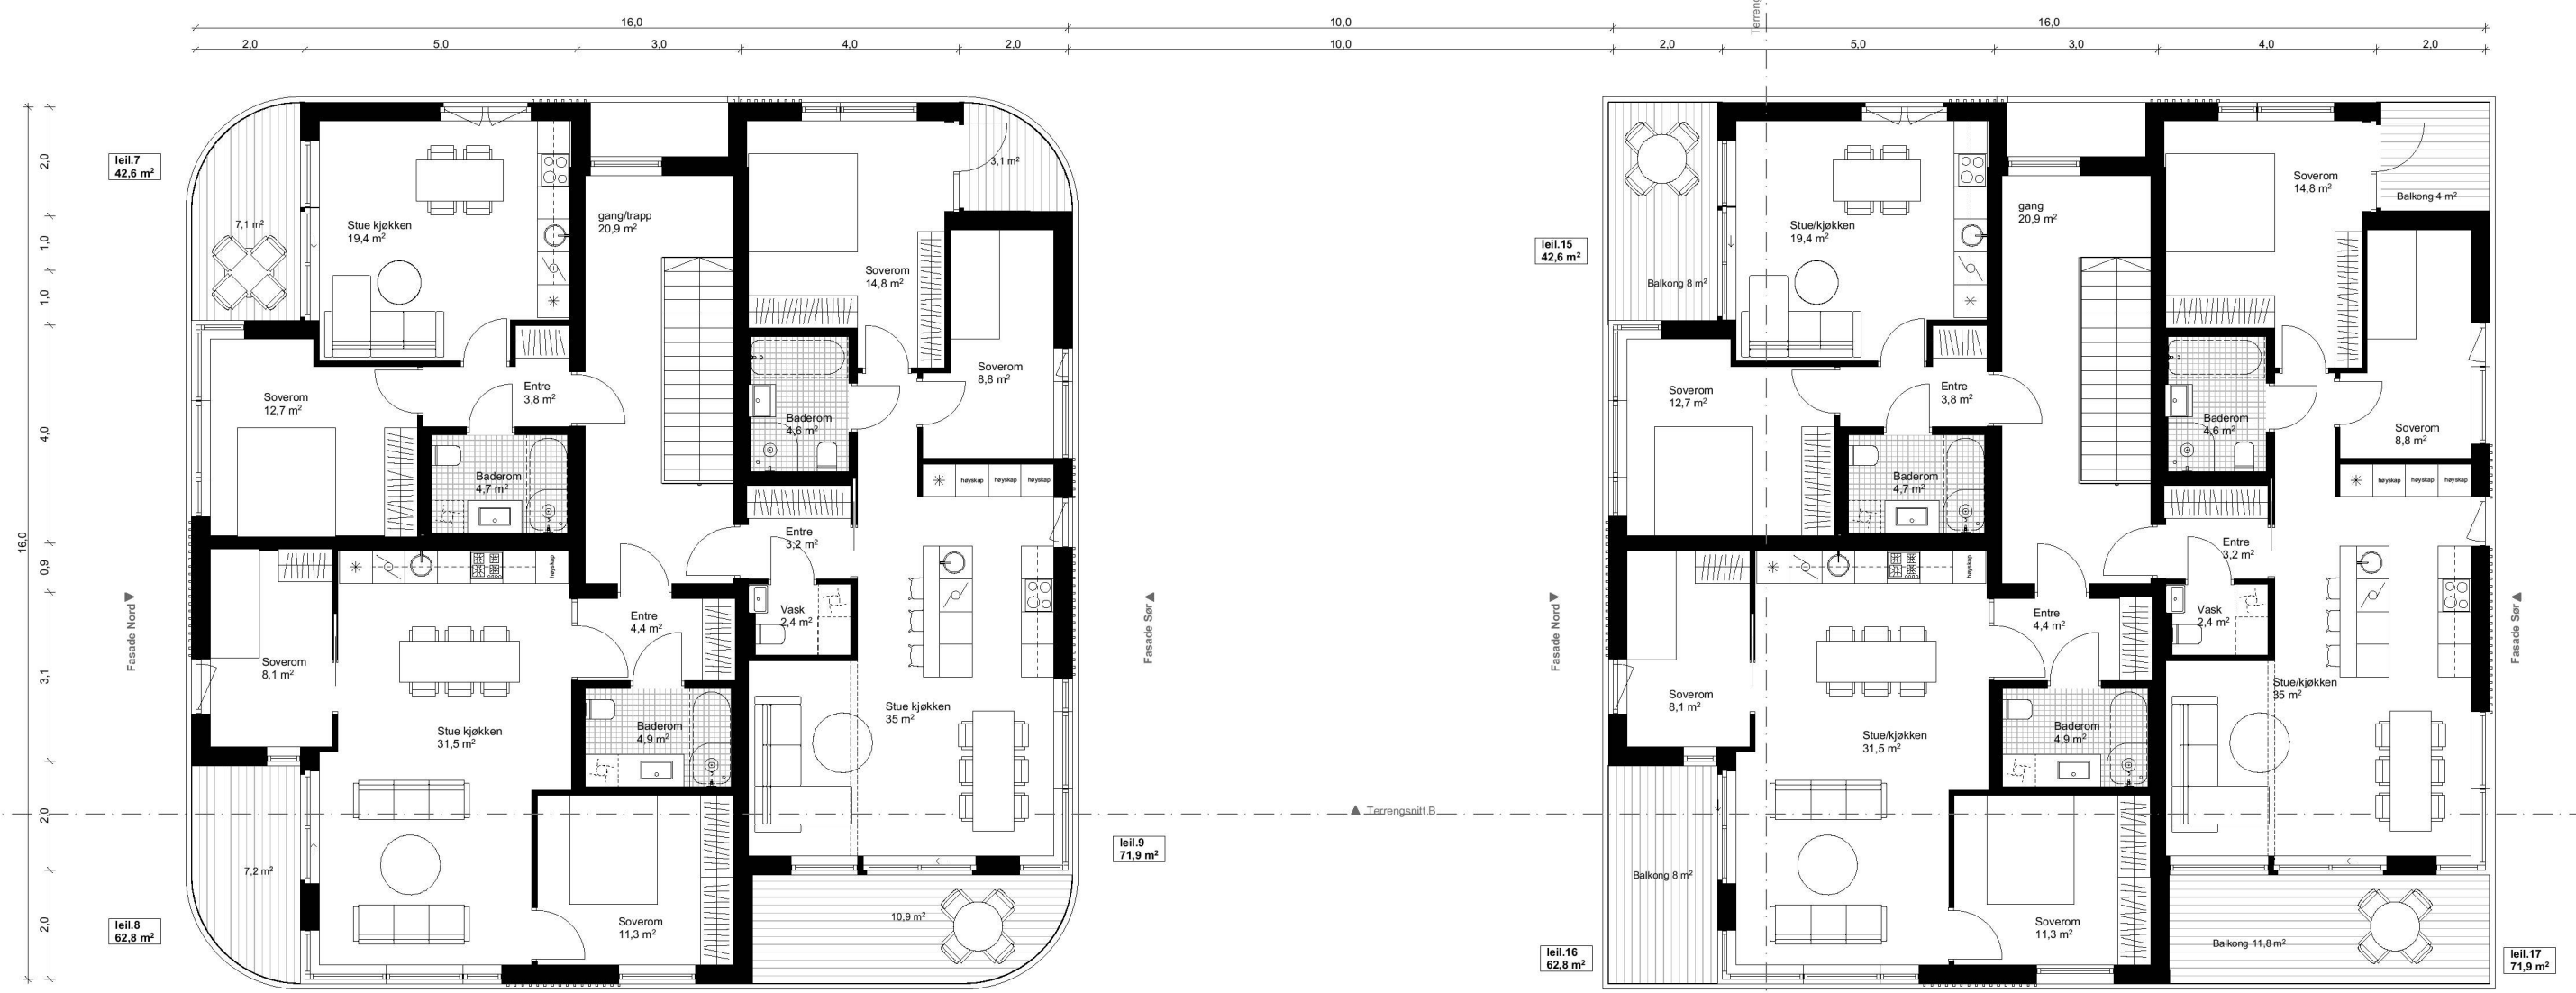 16,0
10,0
16,0
2,0
5,0
3,0
4,0
2,0
10,0
2,0
5,0
3,0
4,0
2,0
16,0
2,0
1,0
1,0
4,0
0,9
3,1
2,0
2,0
leil.7
42,6 m²
7,1 m²
Stue kjøkken
19,4 m²
gang/trapp
20,9 m²
3,1 m²
Soverom
14,8 m²
Soverom
8,8 m²
Soverom
12,7 m²
Entre
3,8 m²
Baderom
4,7 m²
Baderom
4,6 m²
høyskap
høyskap
høyskap
Entre
3,2 m²
høyskap
Fasade Nord
Fasade Sør
Soverom
8,1 m²
Entre
4,4 m²
Vask
2,4 m²
Stue kjøkken
31,5 m²
Baderom
4,9 m²
Stue kjøkken
35 m²
7,2 m²
Soverom
11,3 m²
10,9 m²
leil.8
62,8 m²
leil.9
71,9 m²
Terrengsnitt B
Terreng
leil.15
42,6 m²
Balkong 8 m²
Stue/kjøkken
19,4 m²
gang
20,9 m²
Soverom
14,8 m²
Balkong 4 m²
Soverom
8,8 m²
Soverom
12,7 m²
Entre
3,8 m²
Baderom
4,7 m²
Baderom
4,6 m²
høyskap
høyskap
høyskap
Entre
3,2 m²
høyskap
Fasade Nord
Fasade Sør
Soverom
8,1 m²
Entre
4,4 m²
Vask
2,4 m²
Stue/kjøkken
31,5 m²
Baderom
4,9 m²
Stue/kjøkken
35 m²
Balkong 8 m²
Soverom
11,3 m²
Balkong 11,8 m²
leil.16
62,8 m²
leil.17
71,9 m²